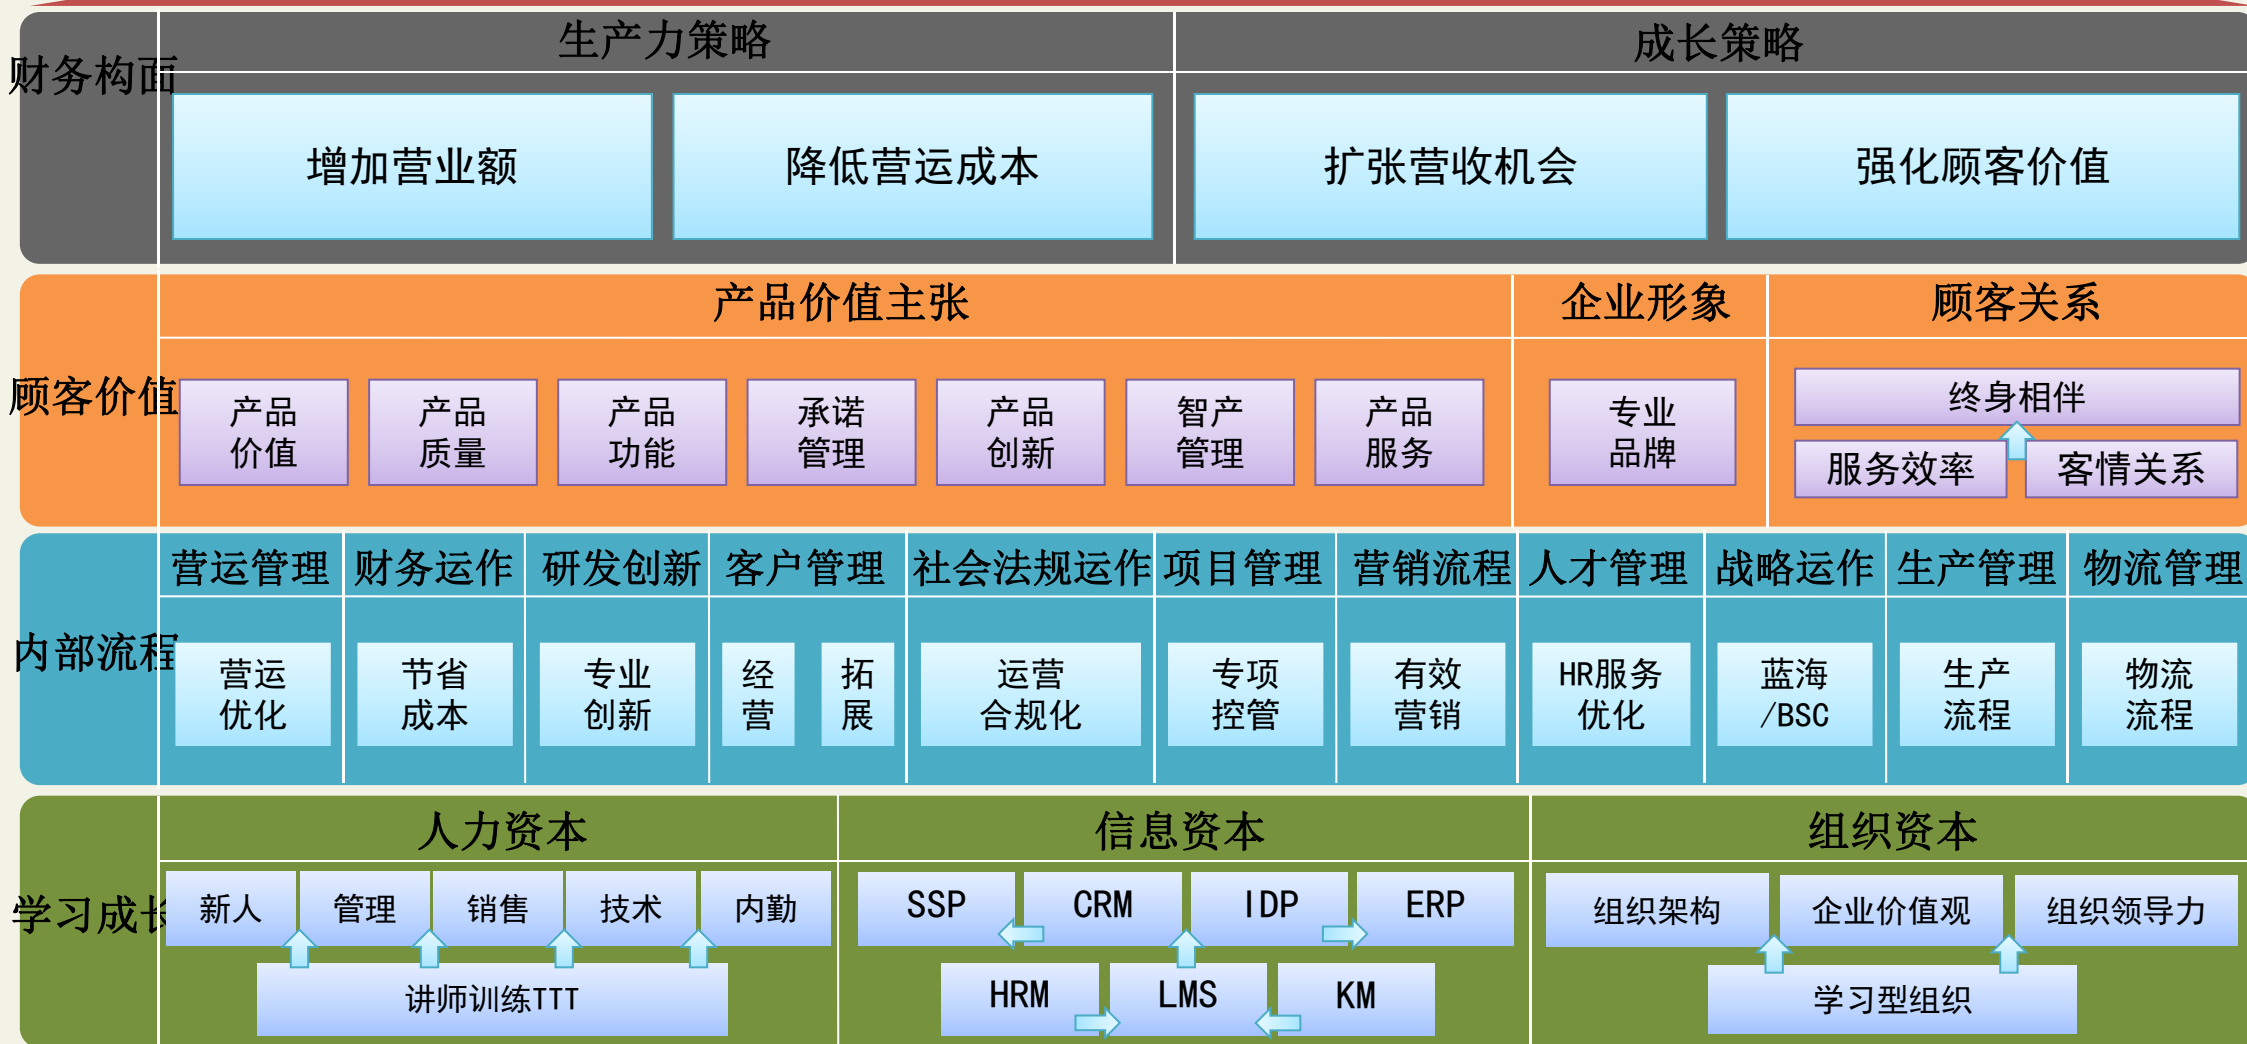 财务构面
生产力策略
成长策略
增加营业额
降低营运成本
扩张营收机会
强化顾客价值
顾客价值
产品价值主张
企业形象
顾客关系
产品
价值
产品
质量
产品
功能
承诺
管理
产品
创新
智产
管理
产品
服务
专业
品牌
终身相伴
服务效率
客情关系
内部流程
营运管理
财务运作
研发创新
客户管理
社会法规运作
项目管理
营销流程
人才管理
战略运作
生产管理
物流管理
营运
优化
节省
成本
专业
创新
经
营
拓
展
运营
合规化
专项
控管
有效
营销
HR服务
优化
蓝海
/BSC
生产
流程
物流
流程
学习成长
人力资本
信息资本
组织资本
新人
管理
销售
技术
内勤
讲师训练TTT
SSP
CRM
IDP
ERP
HRM
LMS
KM
组织架构
企业价值观
组织领导力
学习型组织